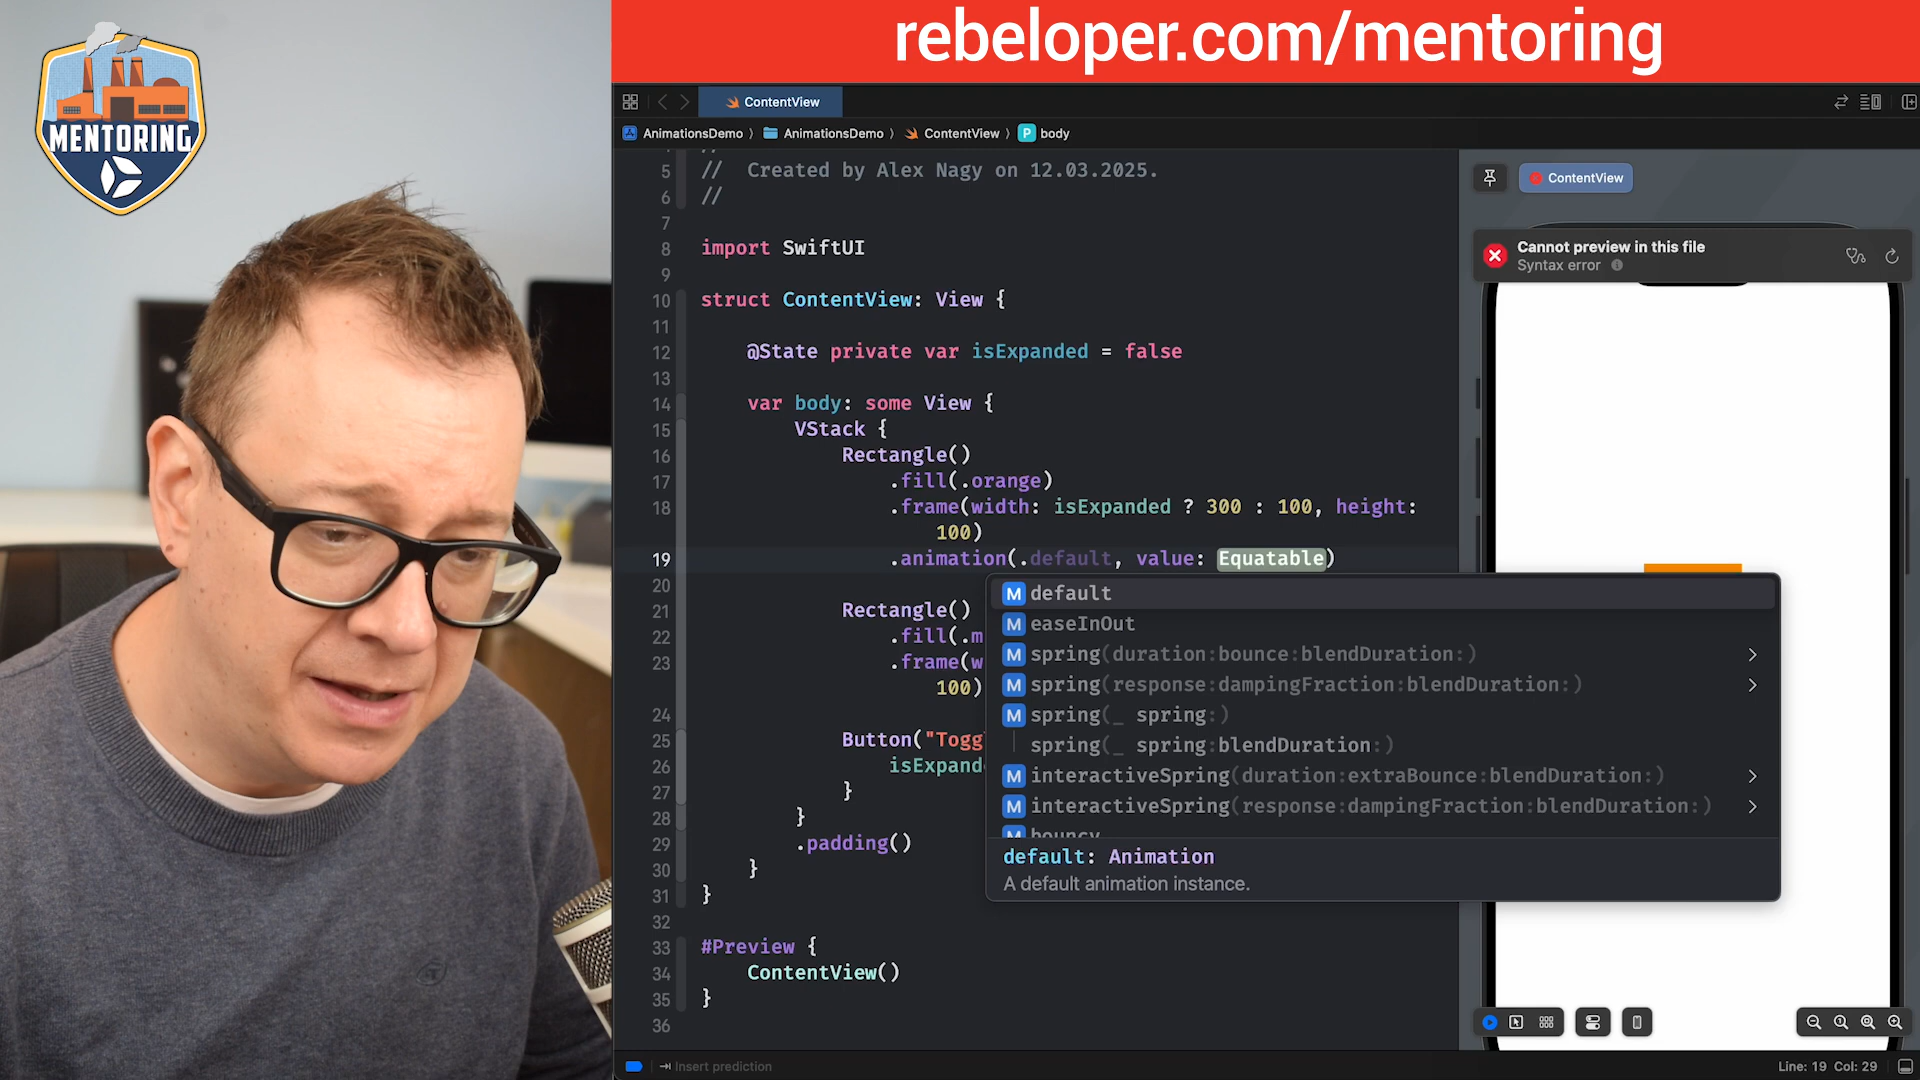 MENTORING
rebeloper.com/mentoring
ContentView
AnimationsDemo
AnimationsDemo
ContentView
P body
5 // Created by Alex Nagy on 12.03.2025.
6 //
7
8 import SwiftUI
9
10 struct ContentView: View {
11
12 @State private var isExpanded = false
13
14 var body: some View {
15 VStack {
16 Rectangle()
17 .fill(.orange)
18 .frame(width: isExpanded ? 300 : 100, height:
100)
19 .animation(.default, value: Equatable)
20
21 Rectangle()
22 .fill(.m
23 .frame(w
100)
24
25 Button("Togg
26 isExpand
27 }
28 }
29 .padding()
30 }
31 }
32
33 #Preview {
34 ContentView()
35 }
36
M default
M easeInOut
M spring(duration:bounce:blendDuration:)
M spring(response:dampingFraction:blendDuration:)
M spring(_ spring:)
spring(_ spring:blendDuration:)
M interactiveSpring(duration:extraBounce:blendDuration:)
M interactiveSpring(response:dampingFraction:blendDuration:)
M bouncy
default: Animation
A default animation instance.
ContentView
Cannot preview in this file
Syntax error
Insert prediction
Line: 19 Col: 29